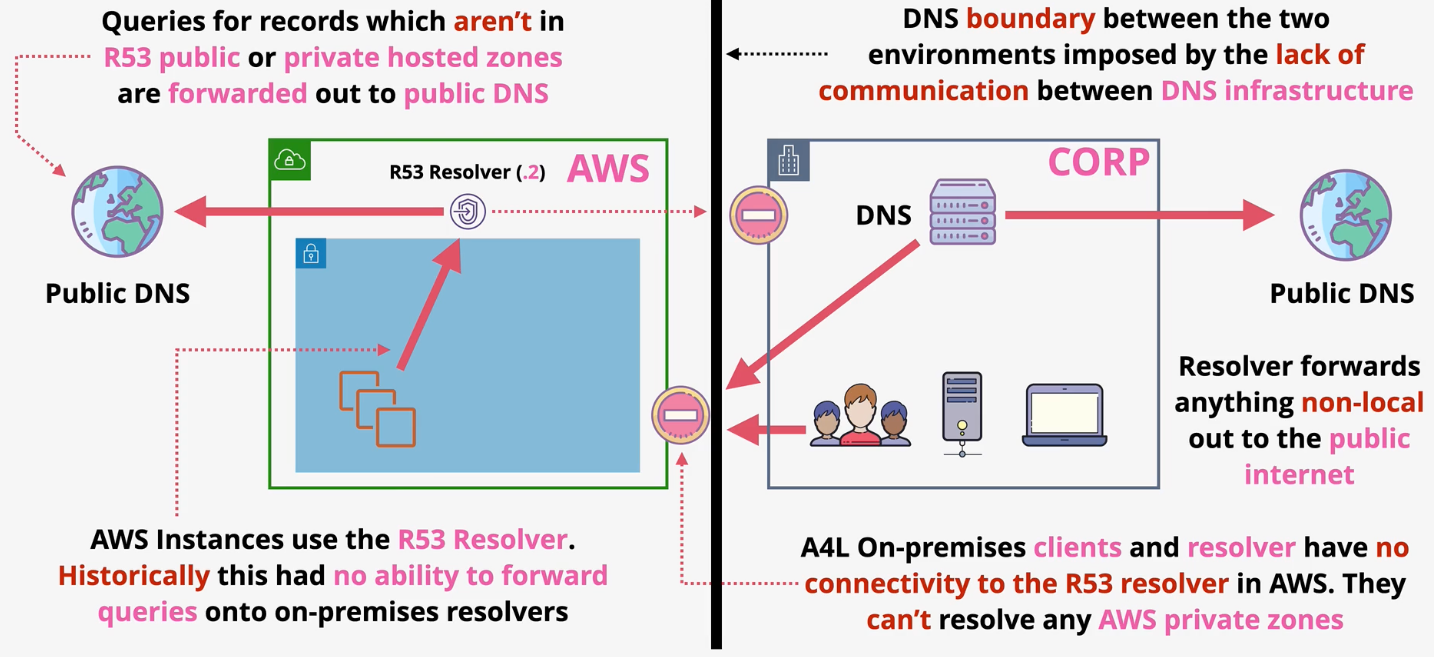 Queries for records which aren't in
R53 public or private hosted zones
are forwarded out to public DNS
DNS boundary between the two
environments imposed by the lack of
communication between DNS infrastructure
R53 Resolver (.2)
AWS
CORP
DNS
Public DNS
Public DNS
Resolver forwards
anything non-local
out to the public
internet
AWS Instances use the R53 Resolver.
Historically this had no ability to forward
queries onto on-premises resolvers
A4L On-premises clients and resolver have no
connectivity to the R53 resolver in AWS. They
can't resolve any AWS private zones